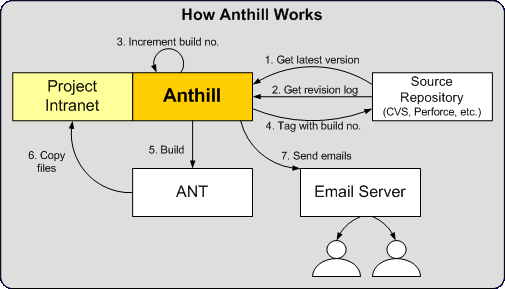 How Anthill Works
3. Increment build no.
1. Get latest version
Project
Intranet
Anthill
2. Get revision log
Source
Repository
(CVS, Perforce, etc.)
4. Tag with build no.
6. Copy
files
5. Build
7. Send emails
ANT
Email Server